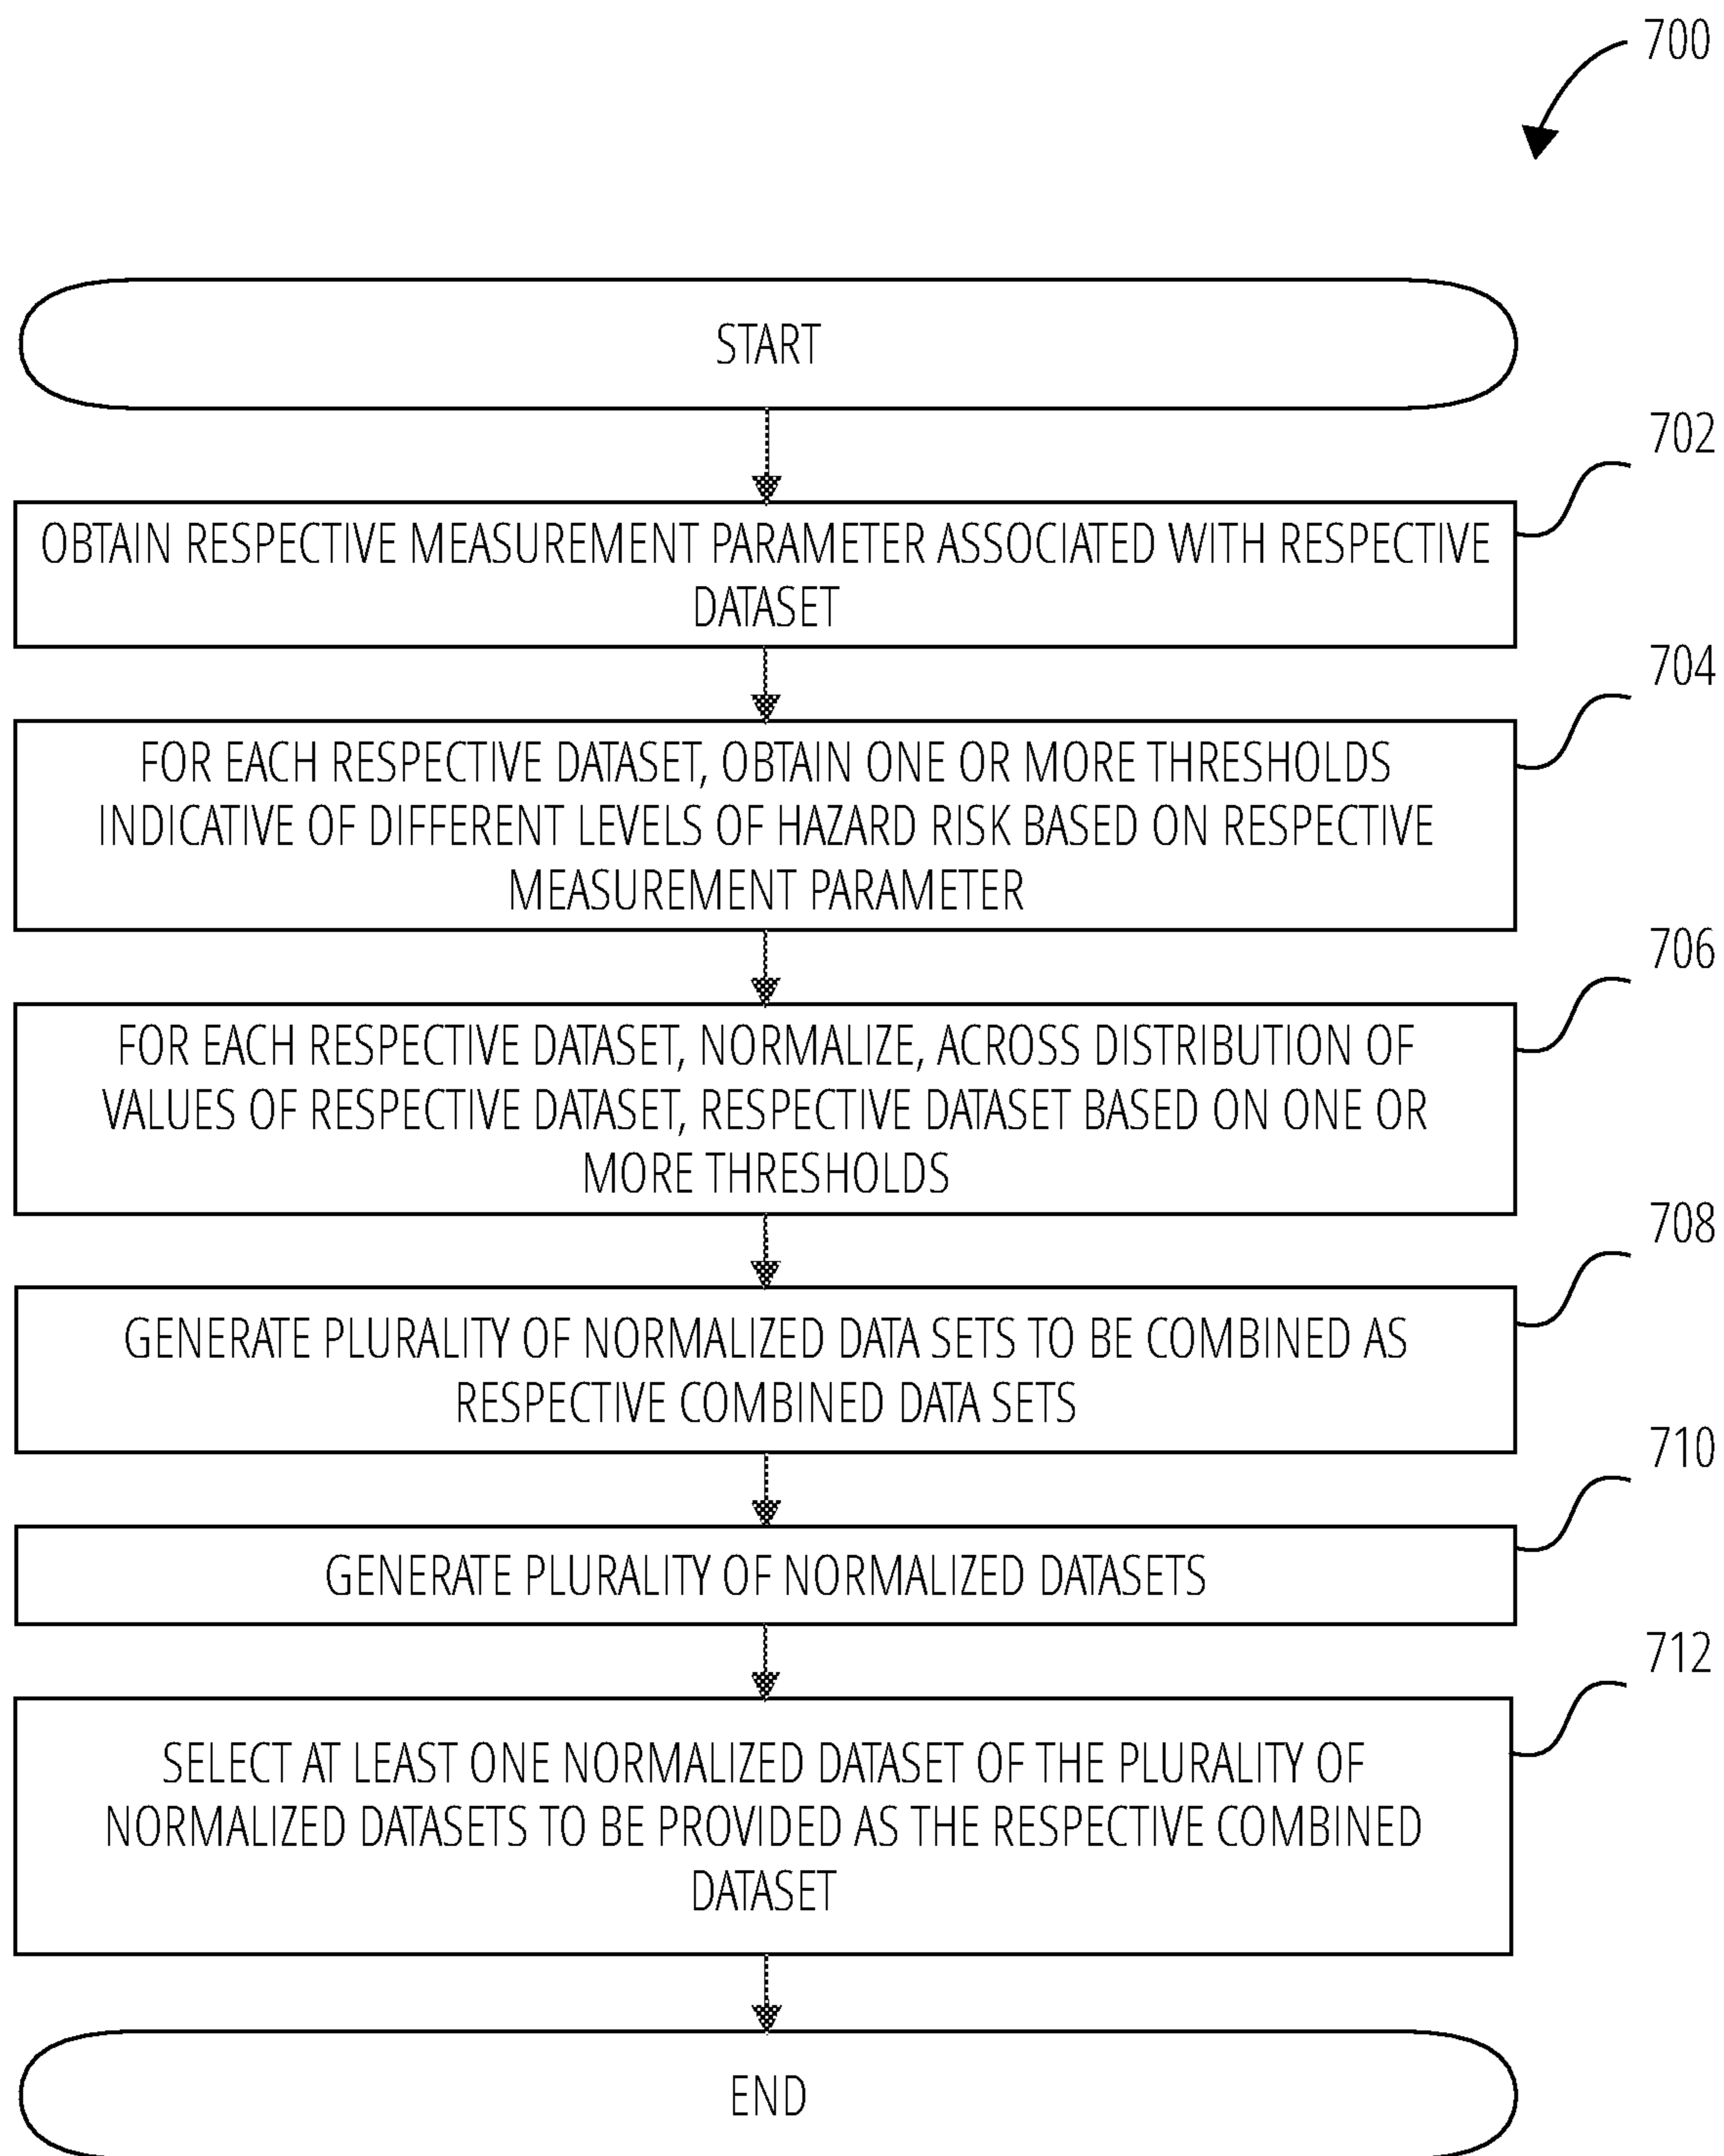 700
START
702
OBTAIN RESPECTIVE MEASUREMENT PARAMETER ASSOCIATED WITH RESPECTIVE
DATASET
704
FOR EACH RESPECTIVE DATASET, OBTAIN ONE OR MORE THRESHOLDS
INDICATIVE OF DIFFERENT LEVELS OF HAZARD RISK BASED ON RESPECTIVE
MEASUREMENT PARAMETER
706
FOR EACH RESPECTIVE DATASET, NORMALIZE, ACROSS DISTRIBUTION OF
VALUES OF RESPECTIVE DATASET, RESPECTIVE DATASET BASED ON ONE OR
MORE THRESHOLDS
708
GENERATE PLURALITY OF NORMALIZED DATA SETS TO BE COMBINED AS
RESPECTIVE COMBINED DATA SETS
710
GENERATE PLURALITY OF NORMALIZED DATASETS
712
SELECT AT LEAST ONE NORMALIZED DATASET OF THE PLURALITY OF
NORMALIZED DATASETS TO BE PROVIDED AS THE RESPECTIVE COMBINED
DATASET
END